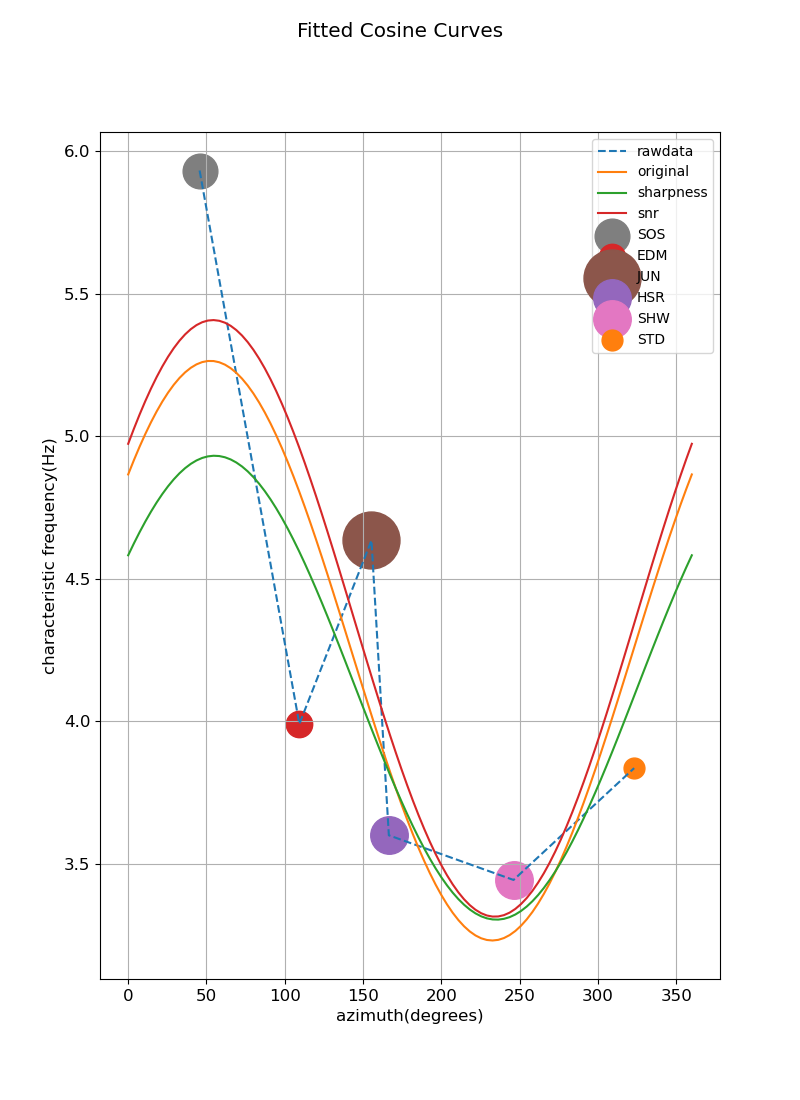 Fitted Cosine Curves
6.0
5.5
5.0
4.5
4.0
3.5
characteristic frequency(Hz)
rawdata
original
sharpness
snr
SOS
EDM
JUN
HSR
SHW
STD
0 50 100 150 200 250 300 350
azimuth(degrees)